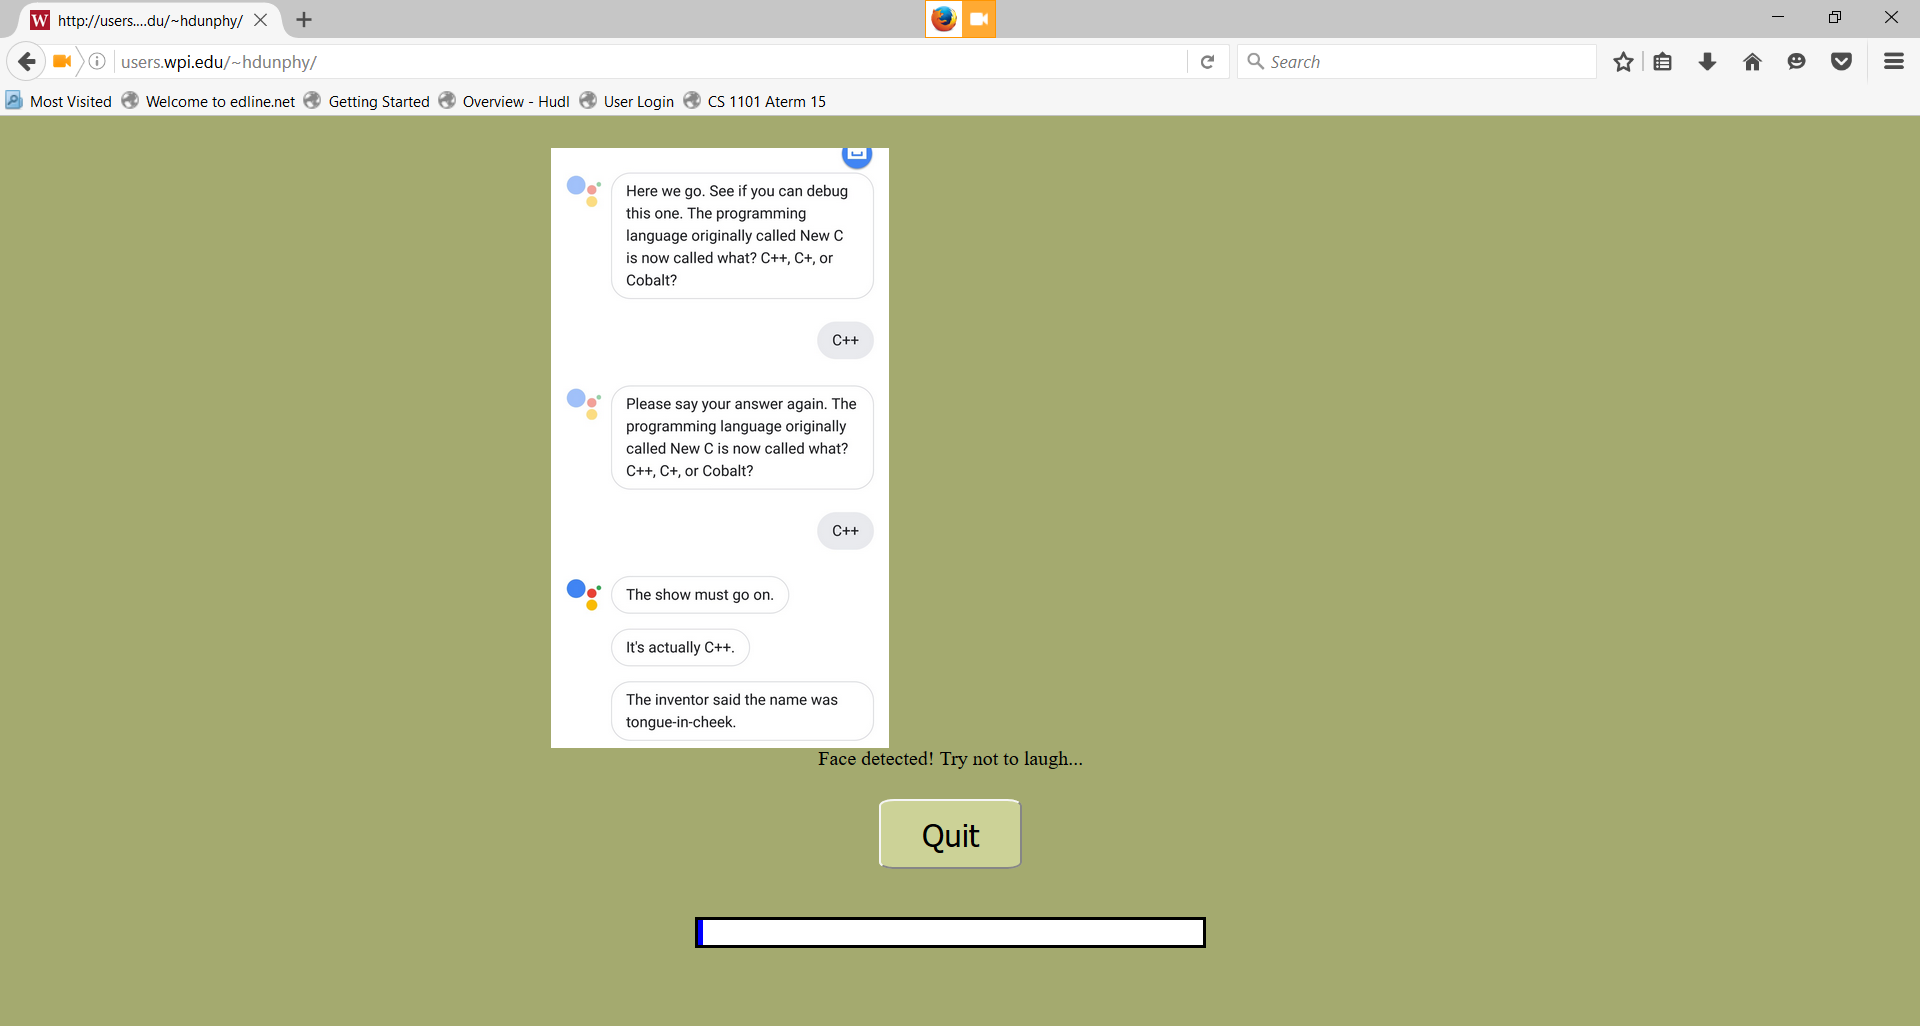 http://users....du/~hdunphy/
users.wpi.edu/~hdunphy/
Search
Most Visited Welcome to edline.net Getting Started Overview - Hudl User Login CS 1101 Aterm 15
Here we go. See if you can debug
this one. The programming
language originally called New C
is now called what? C++, C+, or
Cobalt?
C++
Please say your answer again. The
programming language originally
called New C is now called what?
C++, C+, or Cobalt?
C++
The show must go on.
It's actually C++.
The inventor said the name was
tongue-in-cheek.
Face detected! Try not to laugh...
Quit